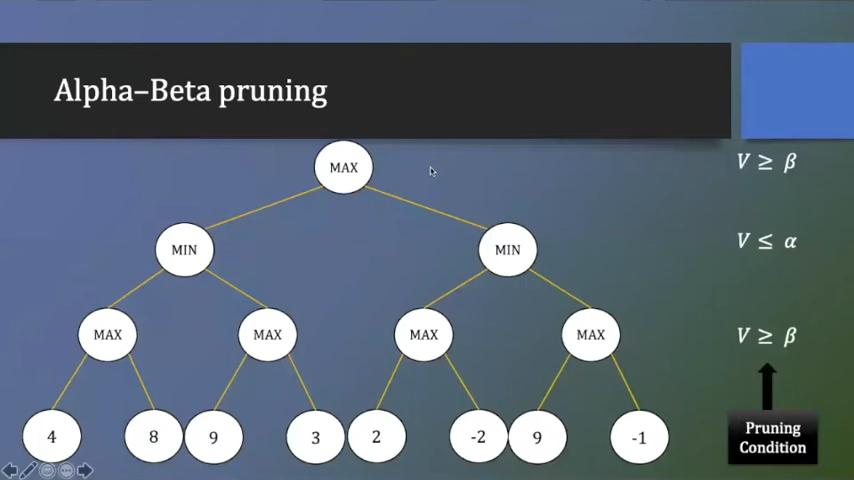 Alpha–Beta pruning
MAX
V ≥ β
MIN
MIN
V ≤ α
MAX
MAX
MAX
MAX
V ≥ β
4
8
9
3
2
-2
9
-1
Pruning
Condition